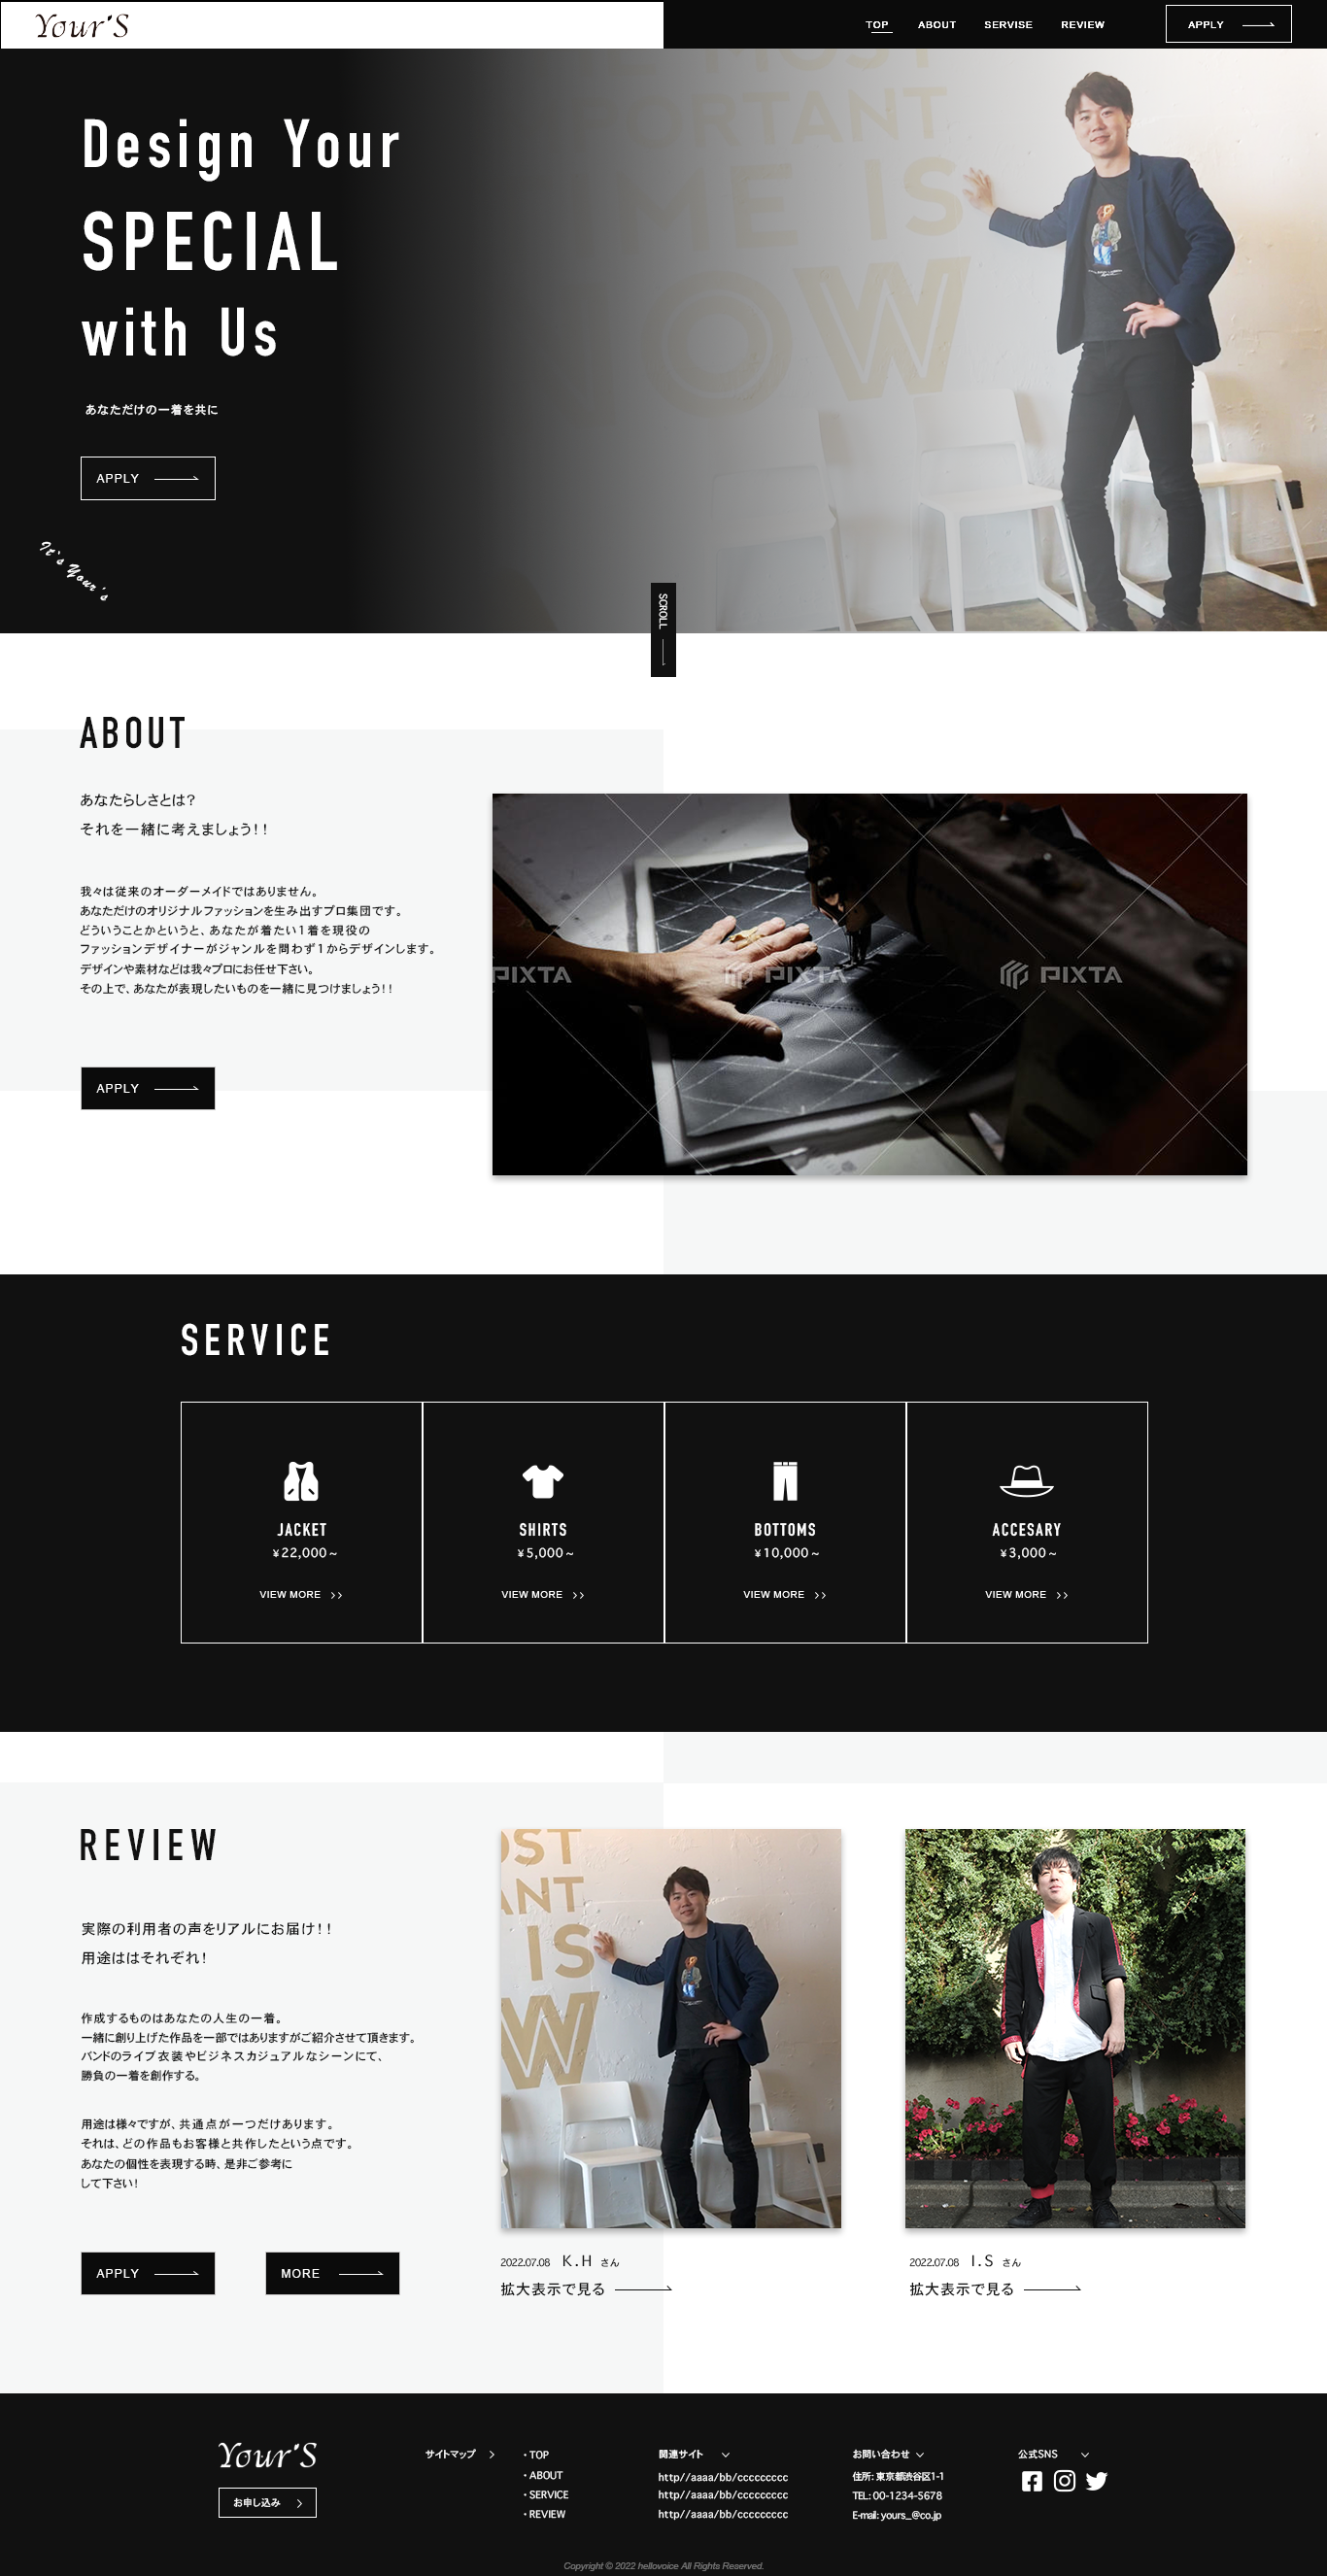 Your'S
TOP ABOUT SERVISE REVIEW APPLY
Design Your
SPECIAL
with Us
あなただけの一着を共に
APPLY
It's Your's
SCROLL
ABOUT
あなたらしさとは?
それを一緒に考えましょう!!
我々は従来のオーダーメイドではありません。
あなただけのオリジナルファッションを生み出すプロ集団です。
どういうことかというと、あなたが着たい1着を現役の
ファッションデザイナーがジャンルを問わず1からデザインします。
デザインや素材などは我々プロにお任せ下さい。
その上で、あなたが表現したいものを一緒に見つけましょう!!
APPLY
PIXTA PIXTA PIXTA
SERVICE
JACKET
¥22,000~
VIEW MORE
SHIRTS
¥5,000~
VIEW MORE
BOTTOMS
¥10,000~
VIEW MORE
ACCESARY
¥3,000~
VIEW MORE
REVIEW
実際の利用者の声をリアルにお届け!!
用途ははそれぞれ!
作成するものはあなたの人生の一着。
一緒に創り上げた作品を一部ではありますがご紹介させて頂きます。
バンドのライブ衣装やビジネスカジュアルなシーンにて、
勝負の一着を創作する。
用途は様々ですが、共通点が一つだけあります。
それは、どの作品もお客様と共作したという点です。
あなたの個性を表現する時、是非ご参考に
して下さい!
APPLY
MORE
2022.07.08 K.H さん
拡大表示で見る
2022.07.08 I.S さん
拡大表示で見る
Your'S
お申し込み
サイトマップ
・TOP
・ABOUT
・SERVICE
・REVIEW
関連サイト
http//aaaa/bb/ccccccccc
http//aaaa/bb/ccccccccc
http//aaaa/bb/ccccccccc
お問い合わせ
住所: 東京都渋谷区1-1
TEL: 00-1234-5678
E-mail: yours_@co.jp
公式SNS
Copyright © 2022 hellovoice All Rights Reserved.